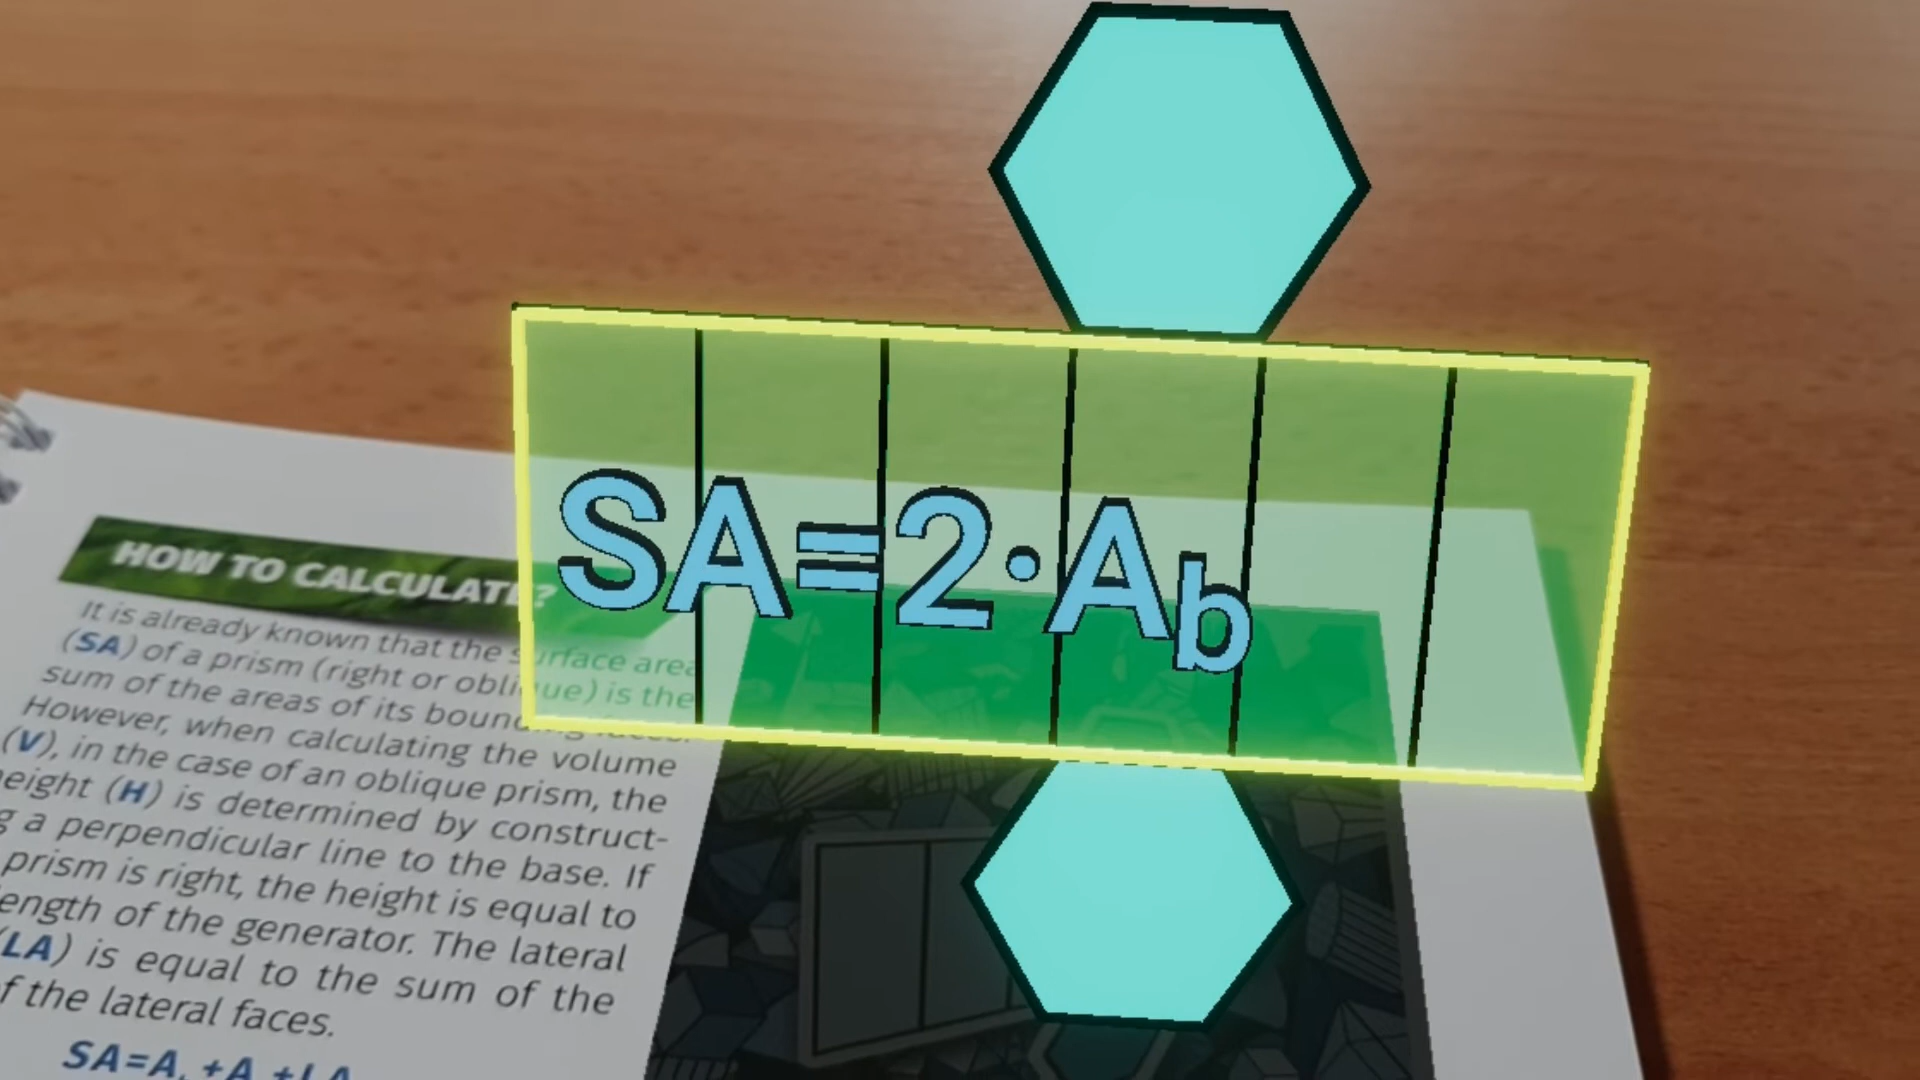 SA=2·Ab
HOW TO CALCULATE?
It is already known that the surface area
(SA) of a prism (right or oblique) is the
sum of the areas of its bounding faces.
However, when calculating the volume
(V), in the case of an oblique prism, the
height (H) is determined by construct-
g a perpendicular line to the base. If
prism is right, the height is equal to
ength of the generator. The lateral
(LA) is equal to the sum of the
f the lateral faces.
SA=A +A +LA